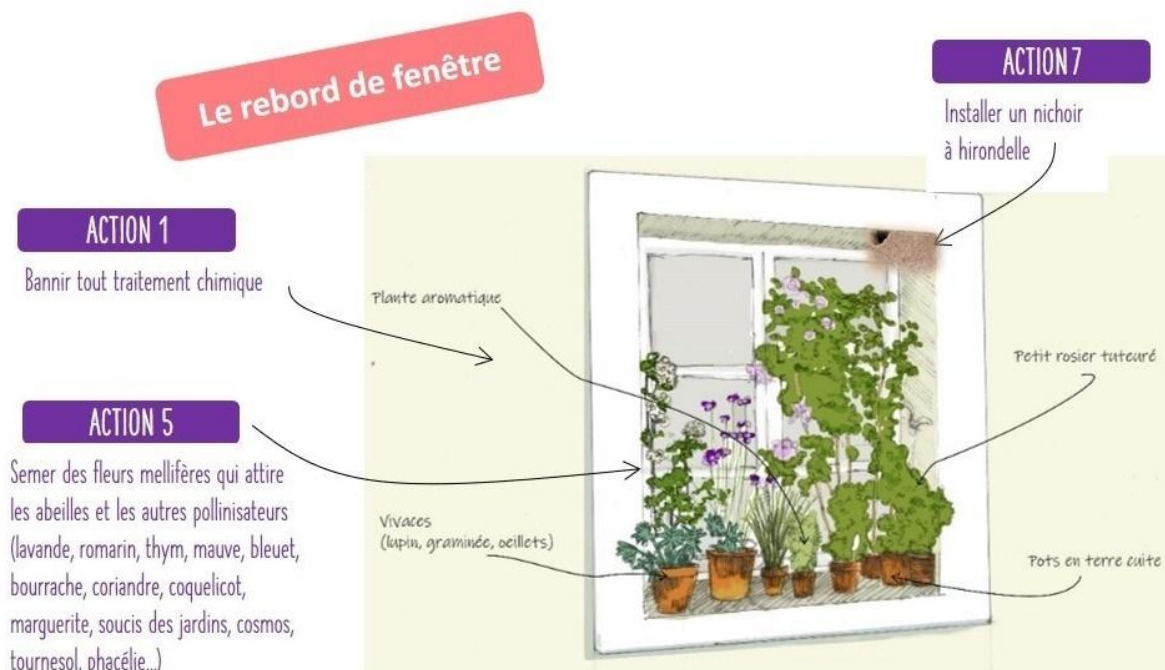 Le rebord de fenêtre
ACTION 7
Installer un nichoir
à hirondelle
ACTION 1
Bannir tout traitement chimique
Plante aromatique
Petit rosier tuteuré
ACTION 5
Semer des fleurs mellifères qui attire
les abeilles et les autres pollinisateurs
(lavande, romarin, thym, mauve, bleuet,
bourrache, coriandre, coquelicot,
marguerite, soucis des jardins, cosmos,
tournesol, phacélie...)
Vivaces
(lupin, graminée, oeillets)
Pots en terre cuite